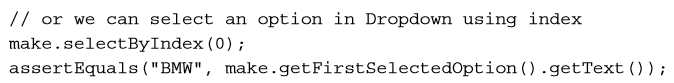 // or we can select an option in Dropdown using index
make.selectByIndex(0);
assertEquals("BMW", make.getFirstSelectedOption().getText());